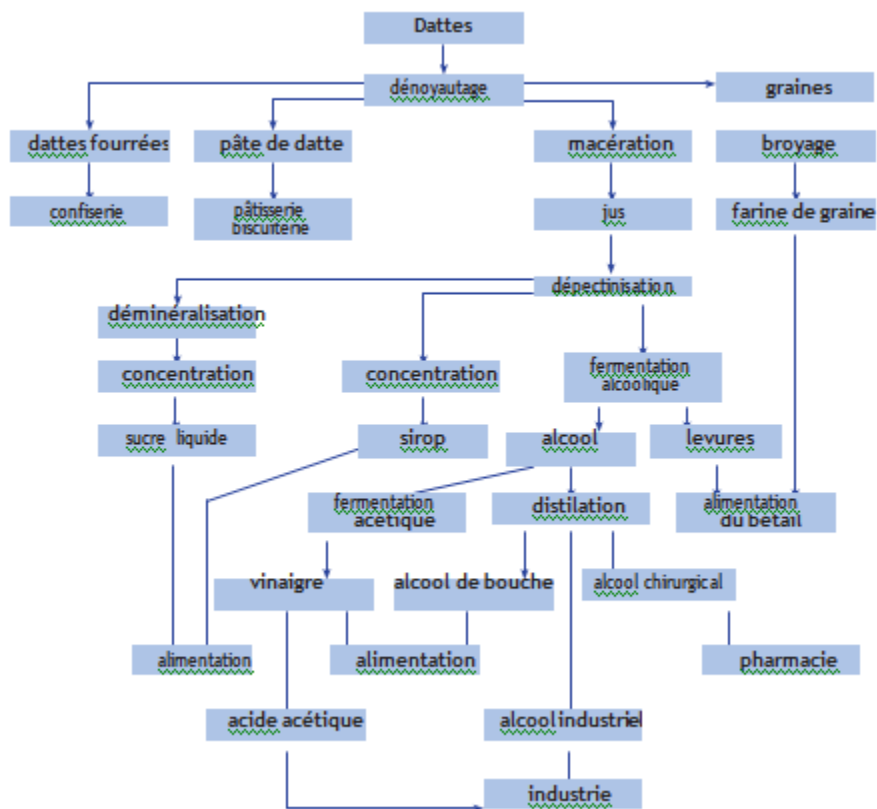 Dattes
dénoyautage
graines
dattes fourrées
pâte de datte
macération
broyage
confiserie
pâtisserie
biscuiterie
jus
farine de graine
dépectinisation
déminéralisation
concentration
concentration
fermentation
alcoolique
sucre liquide
sirop
alcool
levures
fermentation
acétique
distilation
alimentation
du bétail
vinaigre
alcool de bouche
alcool chirurgical
alimentation
alimentation
pharmacie
acide acétique
alcool industriel
industrie